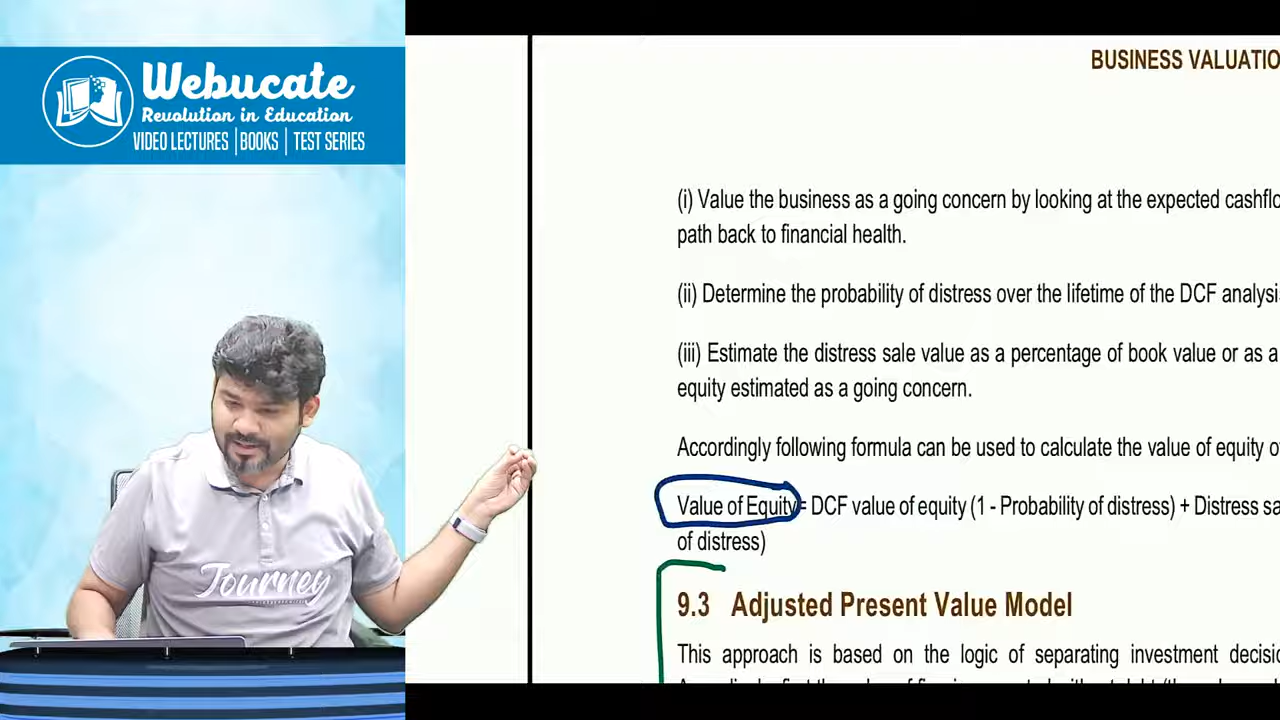 Webucate
Revolution in Education
VIDEO LECTURES | BOOKS | TEST SERIES
Journey
BUSINESS VALUATIO
(i) Value the business as a going concern by looking at the expected cashflo
path back to financial health.
(ii) Determine the probability of distress over the lifetime of the DCF analysi
(iii) Estimate the distress sale value as a percentage of book value or as a
equity estimated as a going concern.
Accordingly following formula can be used to calculate the value of equity o
Value of Equity = DCF value of equity (1 - Probability of distress) + Distress sa
of distress)
9.3 Adjusted Present Value Model
This approach is based on the logic of separating investment decisio